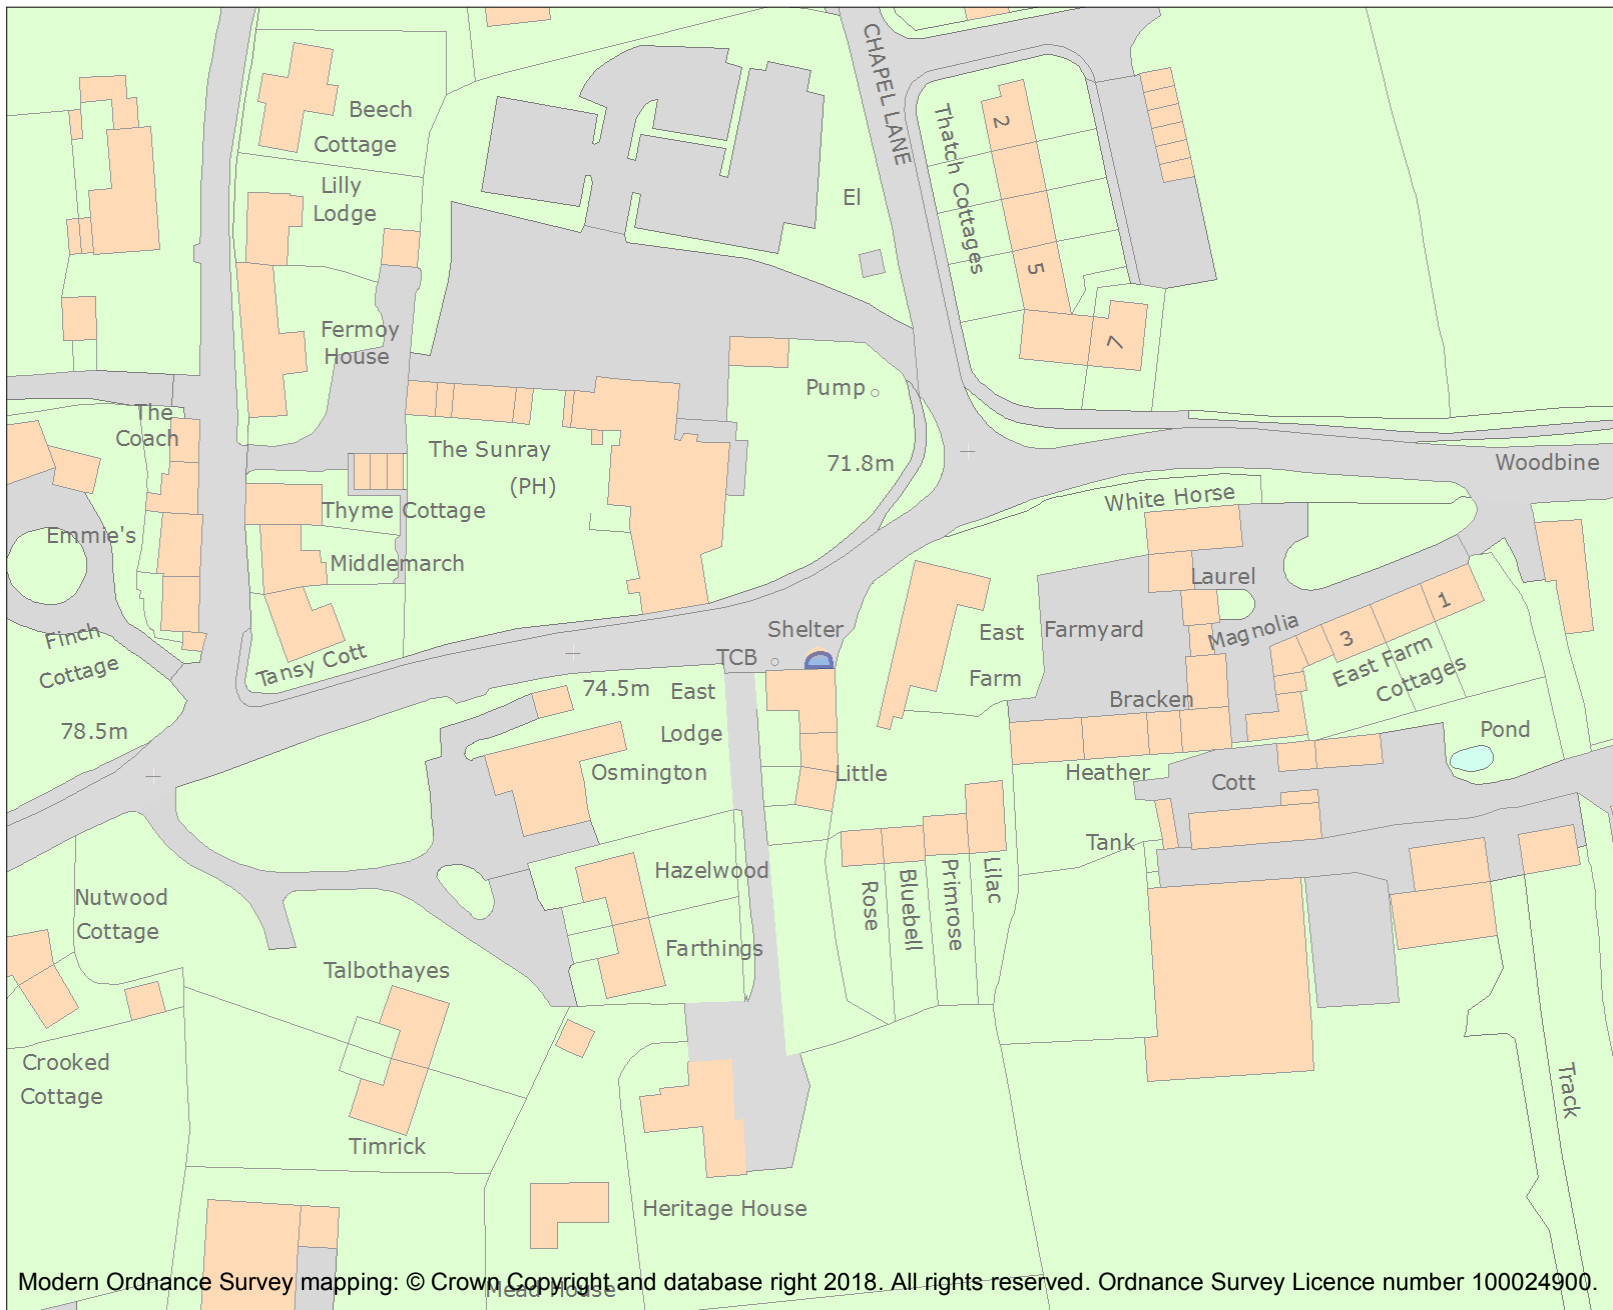 CHAPEL LANE
Beech
Cottage
Thatch Cottages
2
Lilly
Lodge
El
5
Fermoy
House
7
Pump
The
Coach
The Sunray
(PH)
71.8m
Woodbine
White Horse
Thyme Cottage
Emmie's
Middlemarch
Laurel
1
Finch
Cottage
Tansy Cott
Shelter
TCB
East
Farm
Farmyard
Magnolia
3
East Farm
Cottages
74.5m
East
Lodge
Bracken
78.5m
Pond
Osmington
Little
Heather
Cott
Tank
Hazelwood
Rose
Bluebell
Primrose
Lilac
Nutwood
Cottage
Farthings
Talbothayes
Crooked
Cottage
Track
Timrick
Heritage House
Mead House
Modern Ordnance Survey mapping: © Crown Copyright and database right 2018. All rights reserved. Ordnance Survey Licence number 100024900.